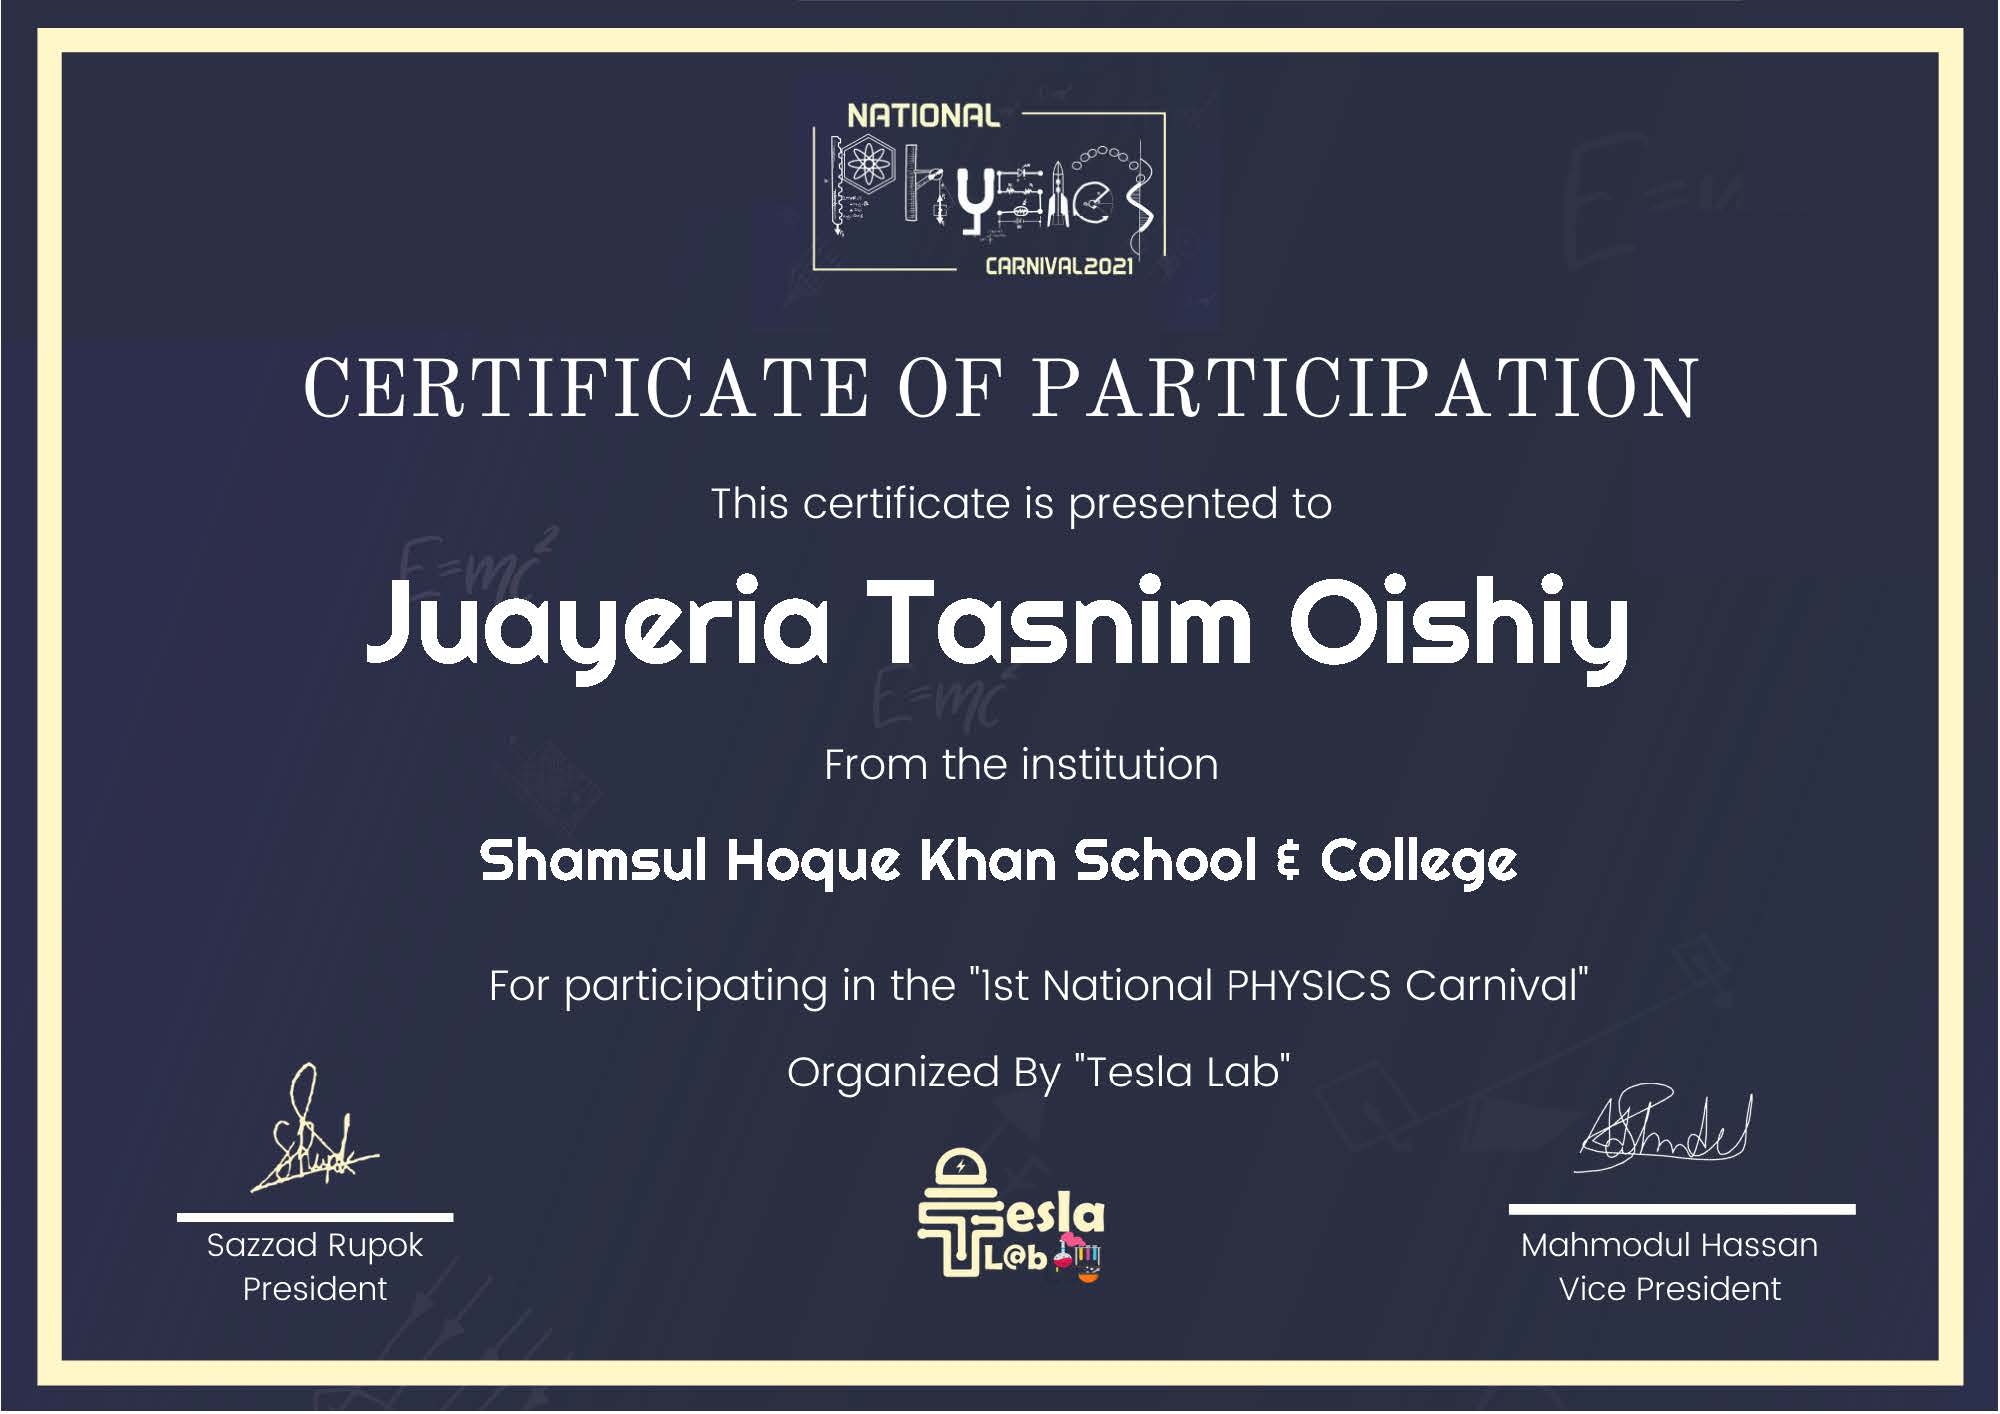 NATIONAL
Physics
CARNIVAL2021
CERTIFICATE OF PARTICIPATION
This certificate is presented to
E=mc²
Juayeria Tasnim Oishiy
E=mc²
From the institution
Shamsul Hoque Khan School & College
For participating in the "1st National PHYSICS Carnival"
Organized By "Tesla Lab"
Tesla
L@b
Sazzad Rupok
President
Mahmodul Hassan
Vice President